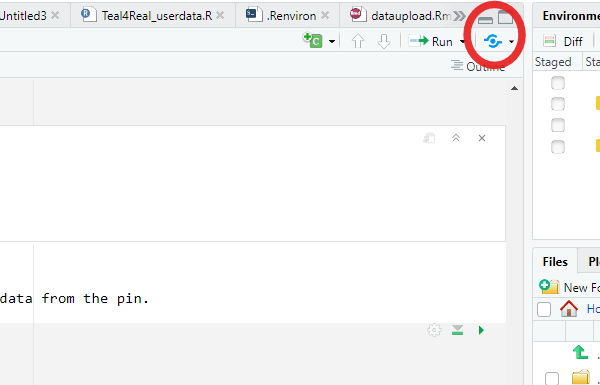 Untitled3 Teal4Real_userdata.R .Renviron dataupload.Rm Environme
C Run Diff
Outline Staged Sta
data from the pin.
Files Pl
New Fo
Ho